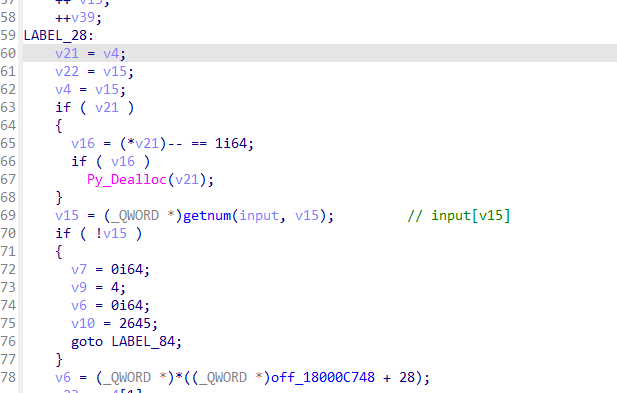 58 ++v39;
59 LABEL_28:
60 v21 = v4;
61 v22 = v15;
62 v4 = v15;
63 if ( v21 )
64 {
65 v16 = (*v21)-- == 1i64;
66 if ( v16 )
67 Py_Dealloc(v21);
68 }
69 v15 = (_QWORD *)getnum(input, v15); // input[v15]
70 if ( !v15 )
71 {
72 v7 = 0i64;
73 v9 = 4;
74 v6 = 0i64;
75 v10 = 2645;
76 goto LABEL_84;
77 }
78 v6 = (_QWORD *)*((_QWORD *)off_18000C748 + 28);